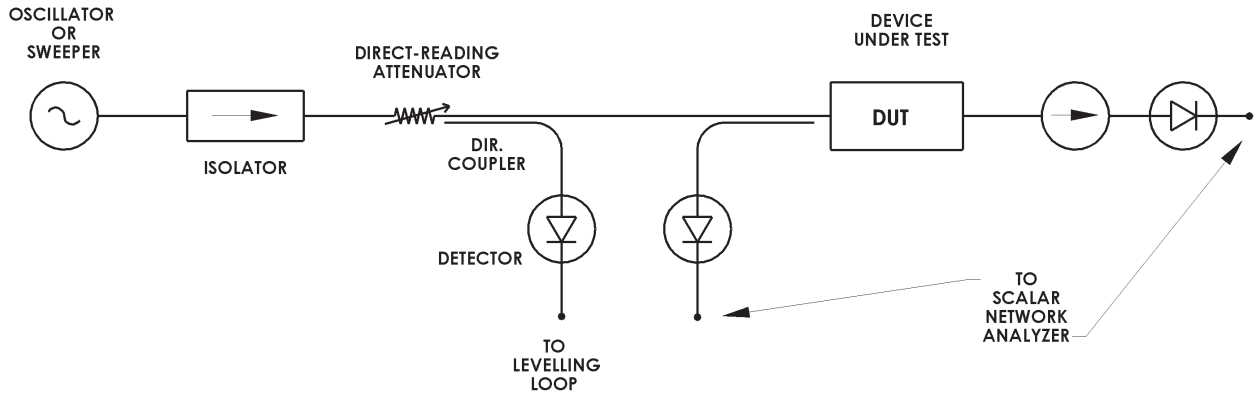 OSCILLATOR
OR
SWEEPER
DIRECT-READING
ATTENUATOR
DEVICE
UNDER TEST
DUT
ISOLATOR
DIR.
COUPLER
DETECTOR
TO
LEVELLING
LOOP
TO
SCALAR
NETWORK
ANALYZER